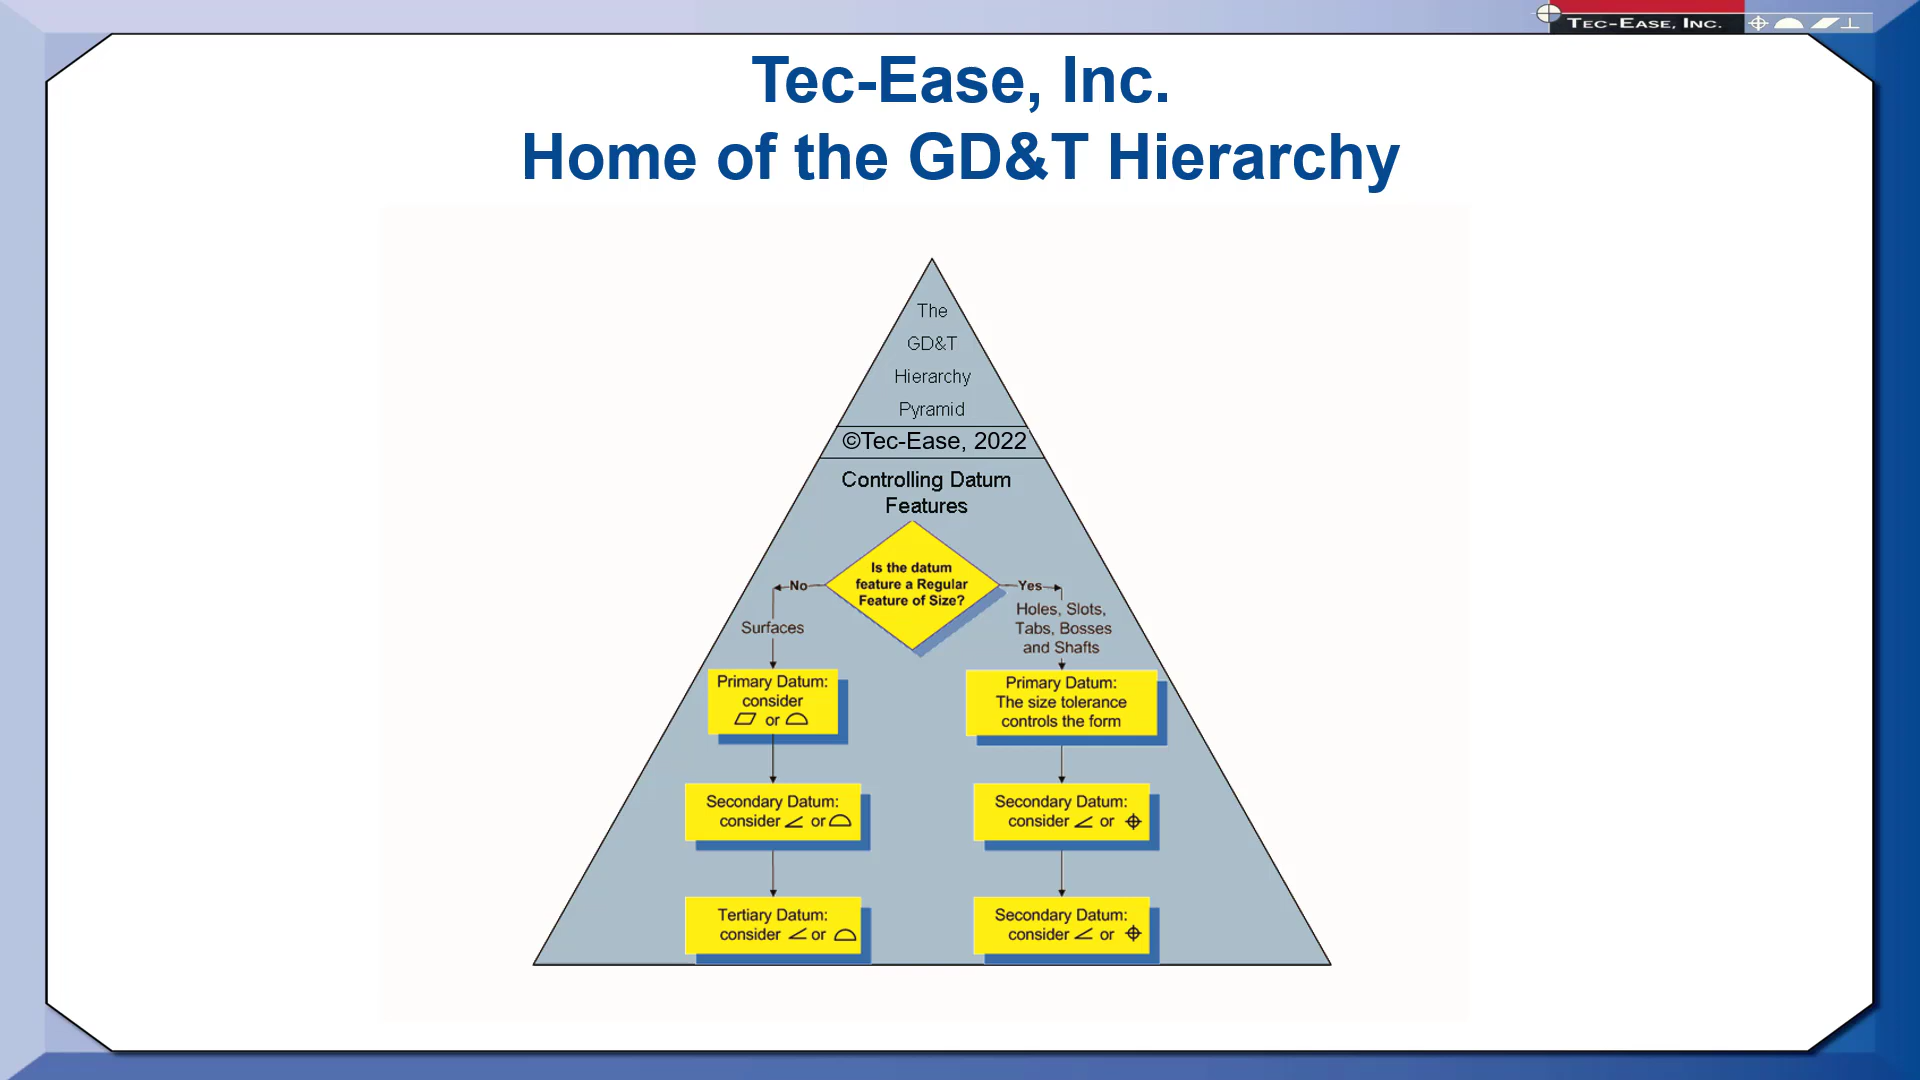 TEC-EASE, INC.
Tec-Ease, Inc.
Home of the GD&T Hierarchy
The
GD&T
Hierarchy
Pyramid
©Tec-Ease, 2022
Controlling Datum
Features
Is the datum
feature a Regular
Feature of Size?
No
Yes
Surfaces
Holes, Slots,
Tabs, Bosses
and Shafts
Primary Datum:
consider
⏥ or ⌓
Primary Datum:
The size tolerance
controls the form
Secondary Datum:
consider ∠ or ⌓
Secondary Datum:
consider ∠ or ⌖
Tertiary Datum:
consider ∠ or ⌓
Secondary Datum:
consider ∠ or ⌖